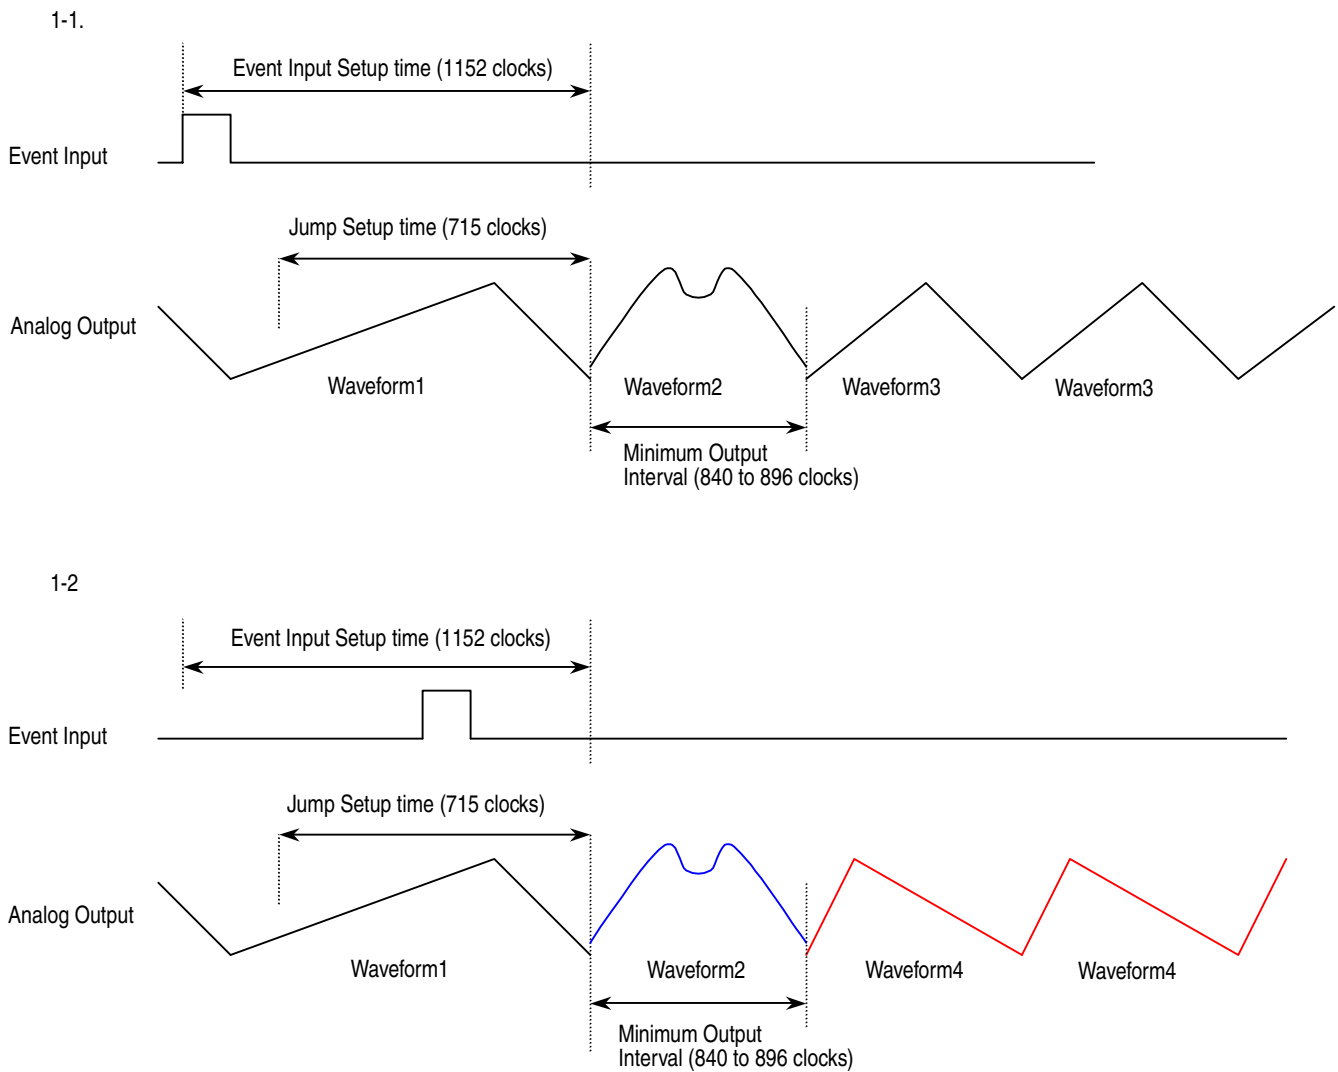 1-1.
Event Input Setup time (1152 clocks)
Event Input
Jump Setup time (715 clocks)
Analog Output
Waveform1
Waveform2
Waveform3
Waveform3
Minimum Output
Interval (840 to 896 clocks)
1-2
Event Input Setup time (1152 clocks)
Event Input
Jump Setup time (715 clocks)
Analog Output
Waveform1
Waveform2
Waveform4
Waveform4
Minimum Output
Interval (840 to 896 clocks)